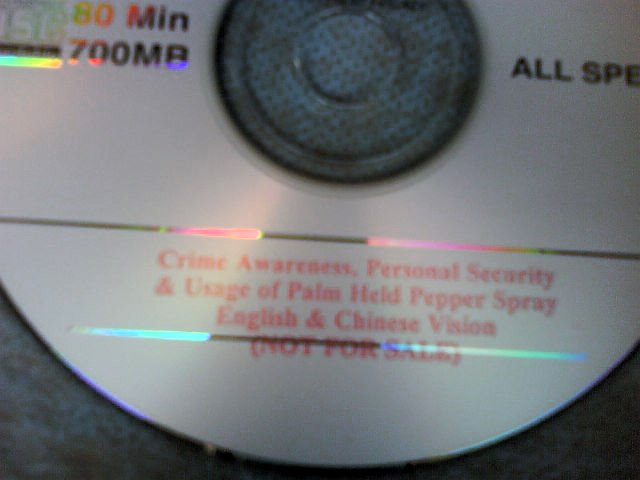 80 Min
700MB
ALL SPE
Crime Awareness, Personal Security
& Usage of Palm Held Pepper Spray
English & Chinese Vision
(NOT FOR SALE)